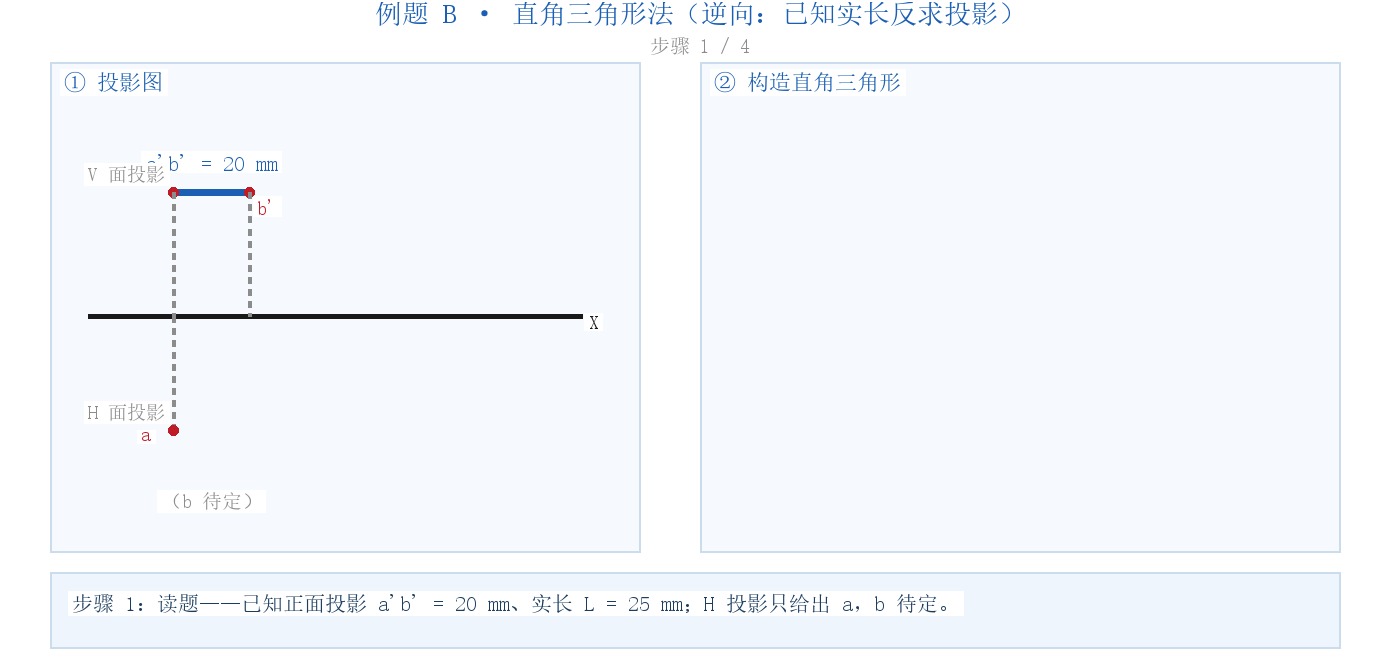 例题 B · 直角三角形法（逆向：已知实长反求投影）
步骤 1 / 4
① 投影图
② 构造直角三角形
a'b' = 20 mm
V 面投影
b'
X
H 面投影
a
（b 待定）
步骤 1：读题——已知正面投影 a'b' = 20 mm、实长 L = 25 mm；H 投影只给出 a，b 待定。